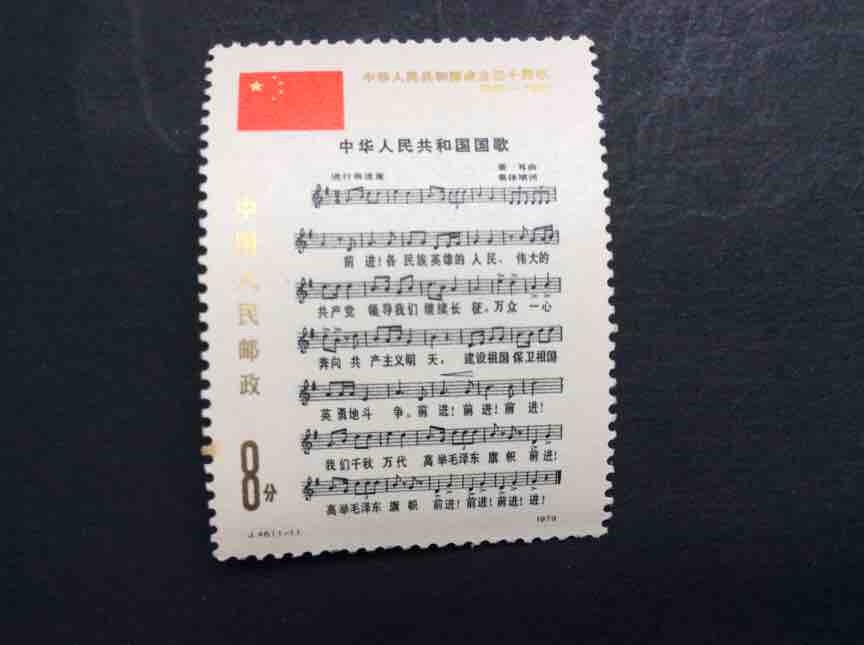 中华人民共和国成立三十周年
中华人民共和国国歌
聂 耳曲
进行曲速度
集体填词
前 进!各 民族英雄的 人 民、 伟大的
共产党 领导我们 继续长 征。万众 一心
奔向 共 产主义明 天, 建设祖国 保卫祖国
英 勇地斗 争。前 进!前 进!前 进!
我们千秋 万代 高举毛泽东 旗 帜 前进!
高举毛泽东 旗 帜 前进!前进!前进!进!
中国人民邮政
8分
J.46.(1-1)
1979